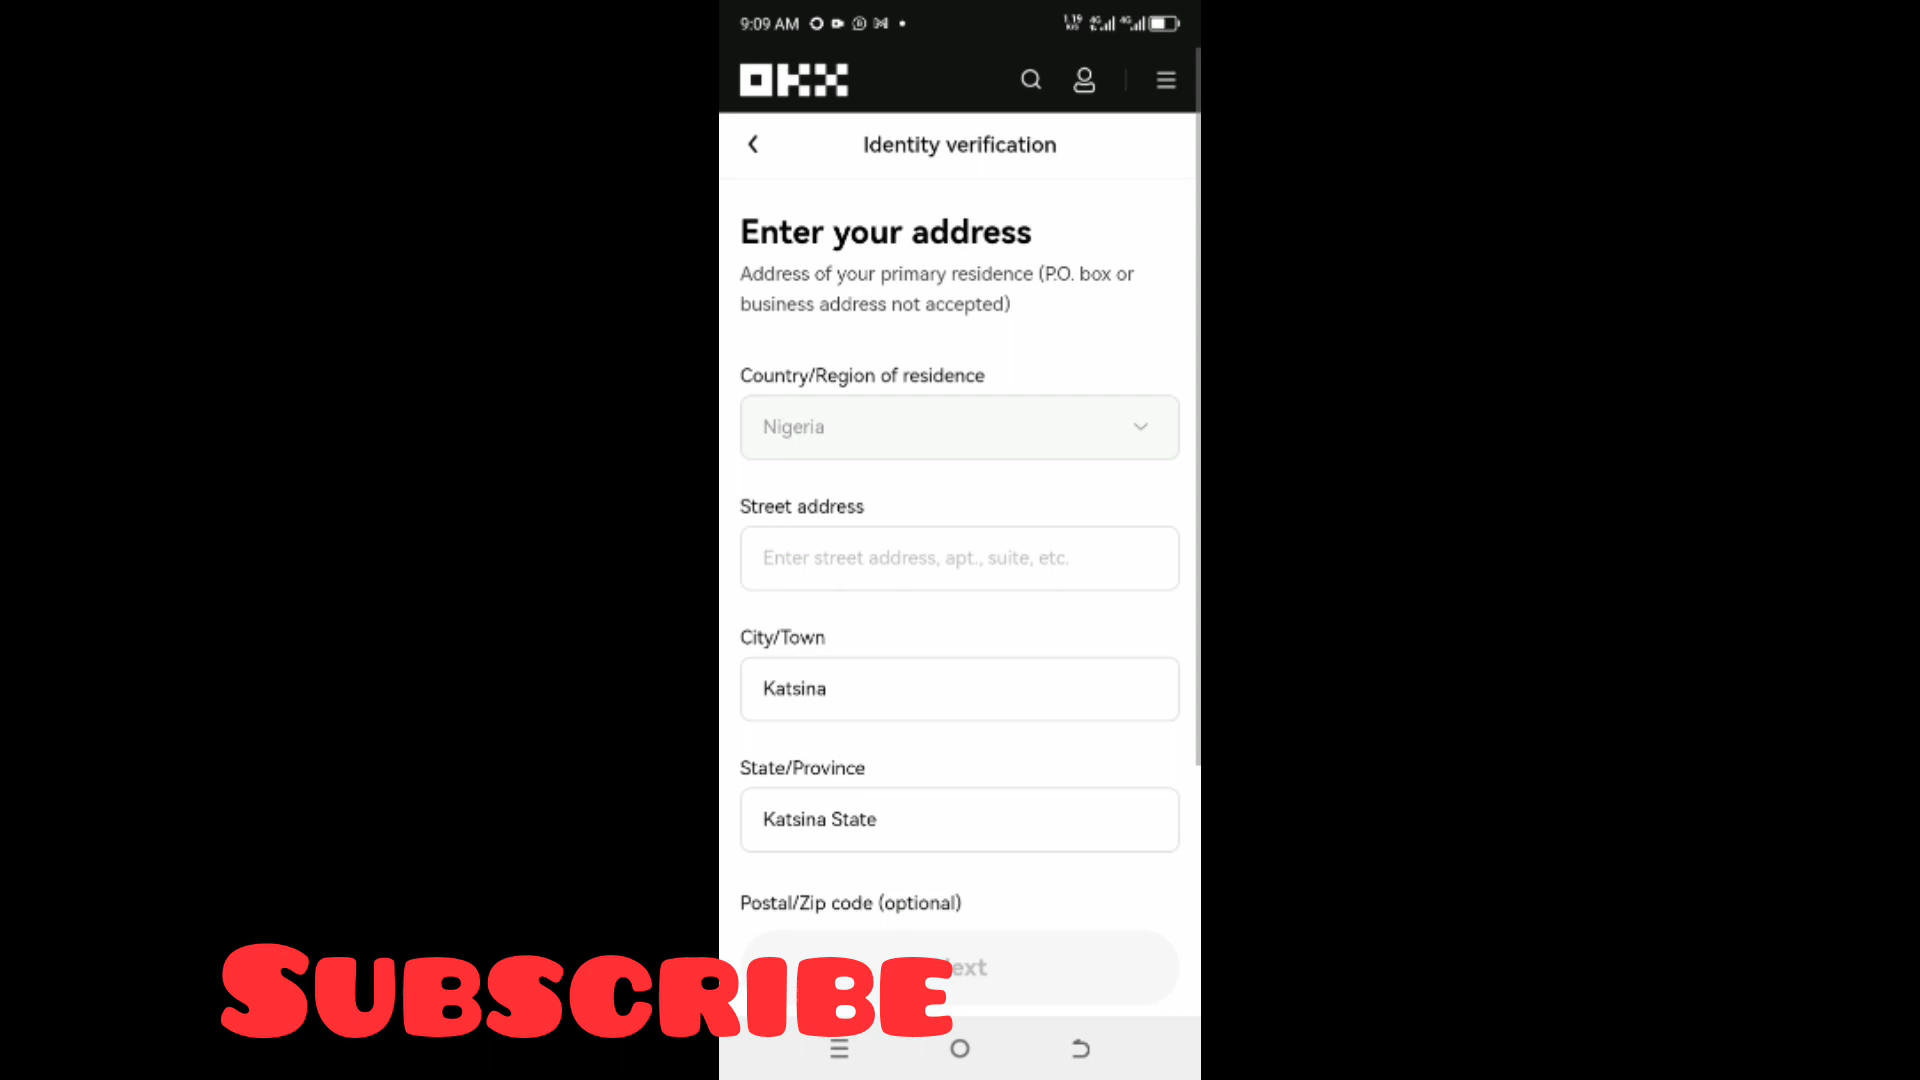 9:09 AM
OKX
Identity verification
Enter your address
Address of your primary residence (P.O. box or
business address not accepted)
Country/Region of residence
Nigeria
Street address
Enter street address, apt., suite, etc.
City/Town
Katsina
State/Province
Katsina State
Postal/Zip code (optional)
SUBSCRIBE